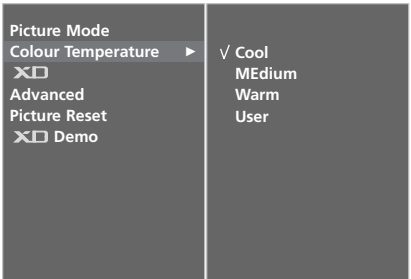 Picture Mode
Colour Temperature ►
XD
Advanced
Picture Reset
XD Demo
√ Cool
MEdium
Warm
User